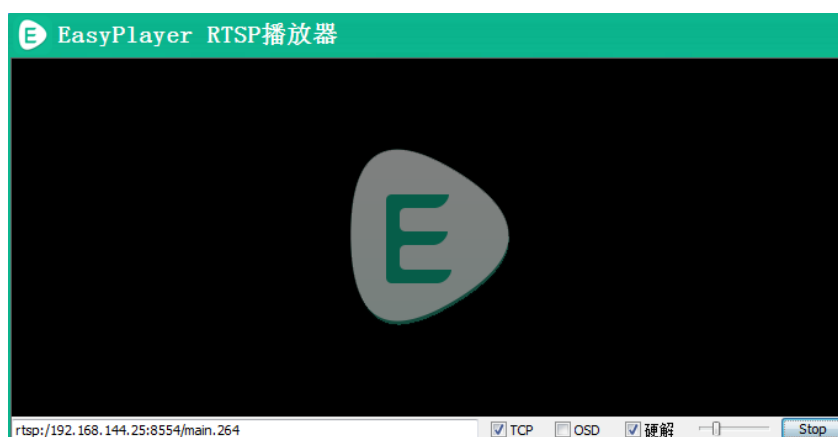 E EasyPlayer RTSP播放器
E
rtsp:/192.168.144.25:8554/main.264 TCP OSD 硬解 Stop